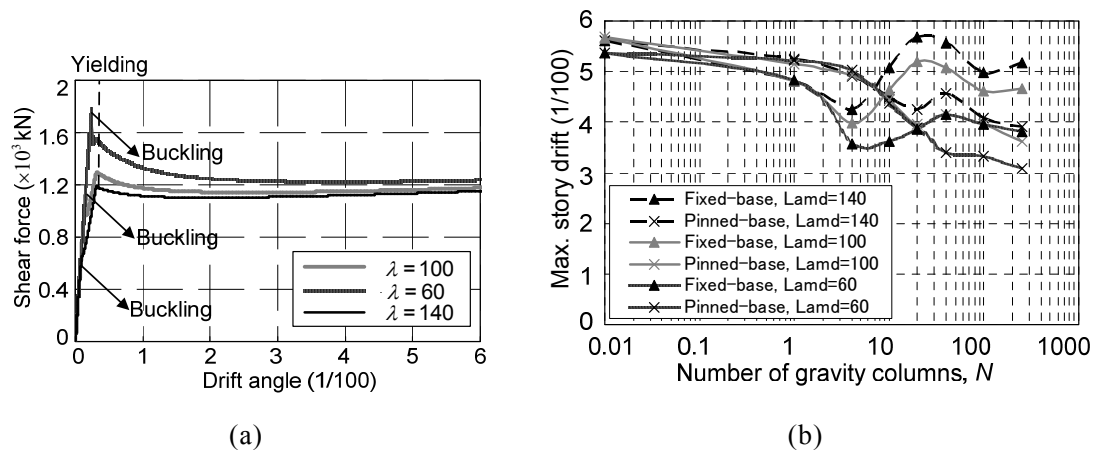 Yielding
2
1.6
1.2
0.8
0.4
0
Shear force (×10³kN)
Buckling
Buckling
Buckling
λ = 100
λ = 60
λ = 140
0 1 2 3 4 5 6
Drift angle (1/100)
(a)
6
5
4
3
2
1
0
Max. story drift (1/100)
Fixed-base, Lamd=140
Pinned-base, Lamd=140
Fixed-base, Lamd=100
Pinned-base, Lamd=100
Fixed-base, Lamd=60
Pinned-base, Lamd=60
0.01 0.1 1 10 100 1000
Number of gravity columns, N
(b)